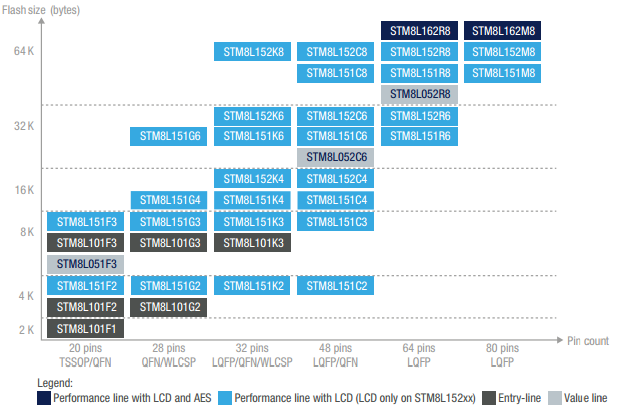 Flash size (bytes)
STM8L162R8 STM8L162M8
64 K STM8L152K8 STM8L152C8 STM8L152R8 STM8L152M8
STM8L151C8 STM8L151R8 STM8L151M8
STM8L052R8
32 K STM8L152K6 STM8L152C6 STM8L152R6
STM8L151G6 STM8L151K6 STM8L151C6 STM8L151R6
STM8L052C6
16 K STM8L152K4 STM8L152C4
STM8L151G4 STM8L151K4 STM8L151C4
8 K STM8L151F3 STM8L151G3 STM8L151K3 STM8L151C3
STM8L101F3 STM8L101G3 STM8L101K3
STM8L051F3
4 K STM8L151F2 STM8L151G2 STM8L151K2 STM8L151C2
STM8L101F2 STM8L101G2
2 K STM8L101F1
Pin count
20 pins 28 pins 32 pins 48 pins 64 pins 80 pins
TSSOP/QFN QFN/WLCSP LQFP/QFN/WLCSP LQFP/QFN LQFP LQFP
Legend:
Performance line with LCD and AES Performance line with LCD (LCD only on STM8L152xx) Entry-line Value line